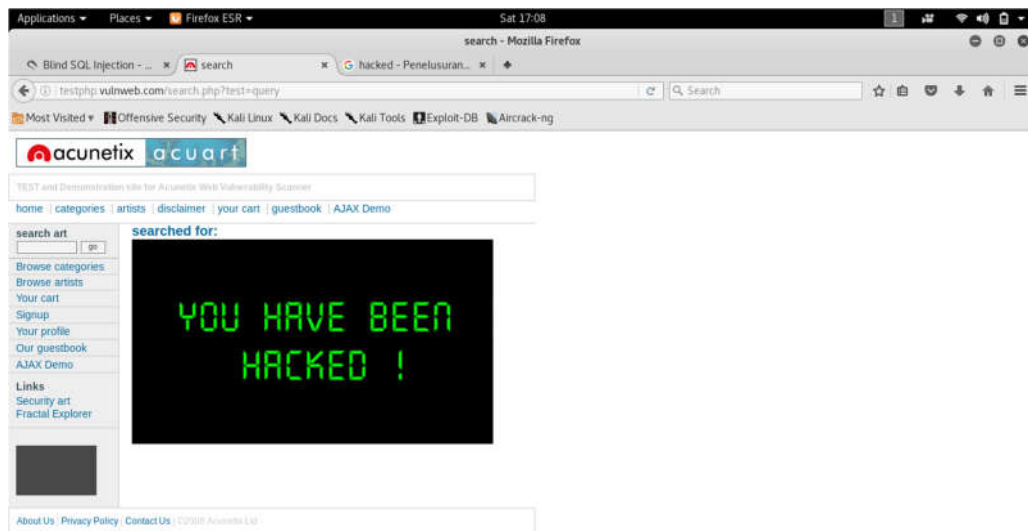 Applications Places Firefox ESR Sat 17:08 1
search - Mozilla Firefox
Blind SQL Injection - ... search hacked - Penelusuran...
testphp.vulnweb.com/search.php?test=query Search
Most Visited Offensive Security Kali Linux Kali Docs Kali Tools Exploit-DB Aircrack-ng
acunetix acuart
TEST and Demonstration site for Acunetix Web Vulnerability Scanner
home | categories | artists | disclaimer | your cart | guestbook | AJAX Demo
search art
go
Browse categories
Browse artists
Your cart
Signup
Your profile
Our guestbook
AJAX Demo
Links
Security art
Fractal Explorer
searched for:
YOU HAVE BEEN
HACKED !
About Us | Privacy Policy | Contact Us | Acunetix Ltd